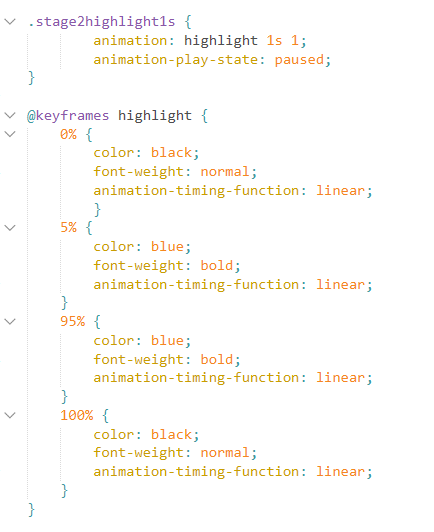 .stage2highlight1s {
animation: highlight 1s 1;
animation-play-state: paused;
}
@keyframes highlight {
0% {
color: black;
font-weight: normal;
animation-timing-function: linear;
}
5% {
color: blue;
font-weight: bold;
animation-timing-function: linear;
}
95% {
color: blue;
font-weight: bold;
animation-timing-function: linear;
}
100% {
color: black;
font-weight: normal;
animation-timing-function: linear;
}
}